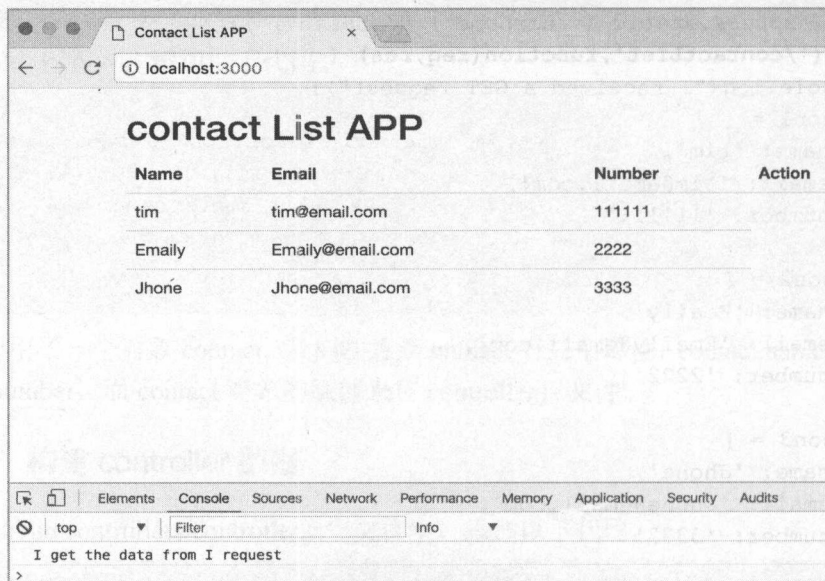 Contact List APP ×
localhost:3000
contact List APP
Name Email Number Action
tim tim@email.com 111111
Emaily Emaily@email.com 2222
Jhone Jhone@email.com 3333
Elements Console Sources Network Performance Memory Application Security Audits
top Filter Info
I get the data from I request
>